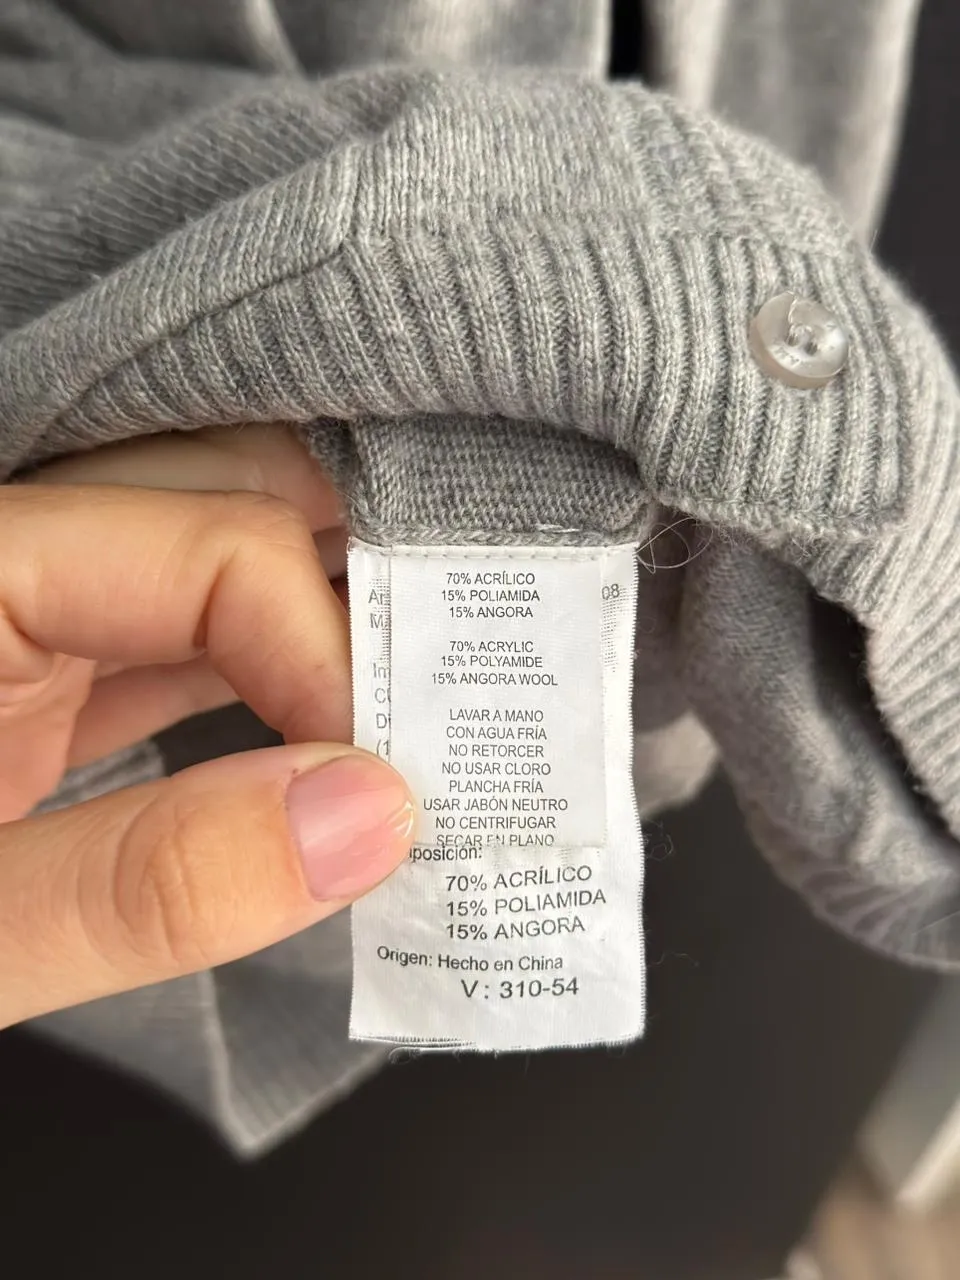 70% ACRÍLICO
15% POLIAMIDA
15% ANGORA
70% ACRYLIC
15% POLYAMIDE
15% ANGORA WOOL
LAVAR A MANO
CON AGUA FRÍA
NO RETORCER
NO USAR CLORO
PLANCHA FRÍA
USAR JABÓN NEUTRO
NO CENTRIFUGAR
SECAR EN PLANO
70% ACRÍLICO
15% POLIAMIDA
15% ANGORA
Origen: Hecho en China
V: 310-54